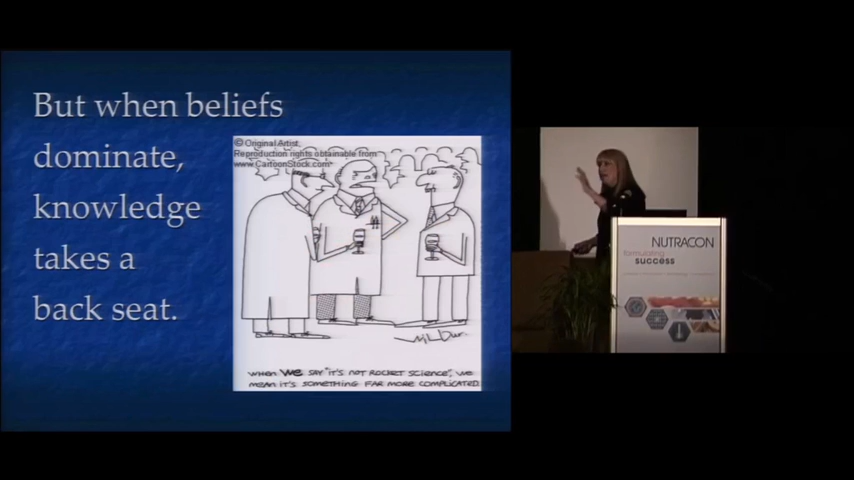 But when beliefs
dominate,
knowledge
takes a
back seat.
© Original Artist
Reproduction rights obtainable from
www.CartoonStock.com
WHEN WE SAY "IT'S NOT ROCKET SCIENCE", WE
MEAN IT'S SOMETHING FAR MORE COMPLICATED
NUTRACON
formulating
success